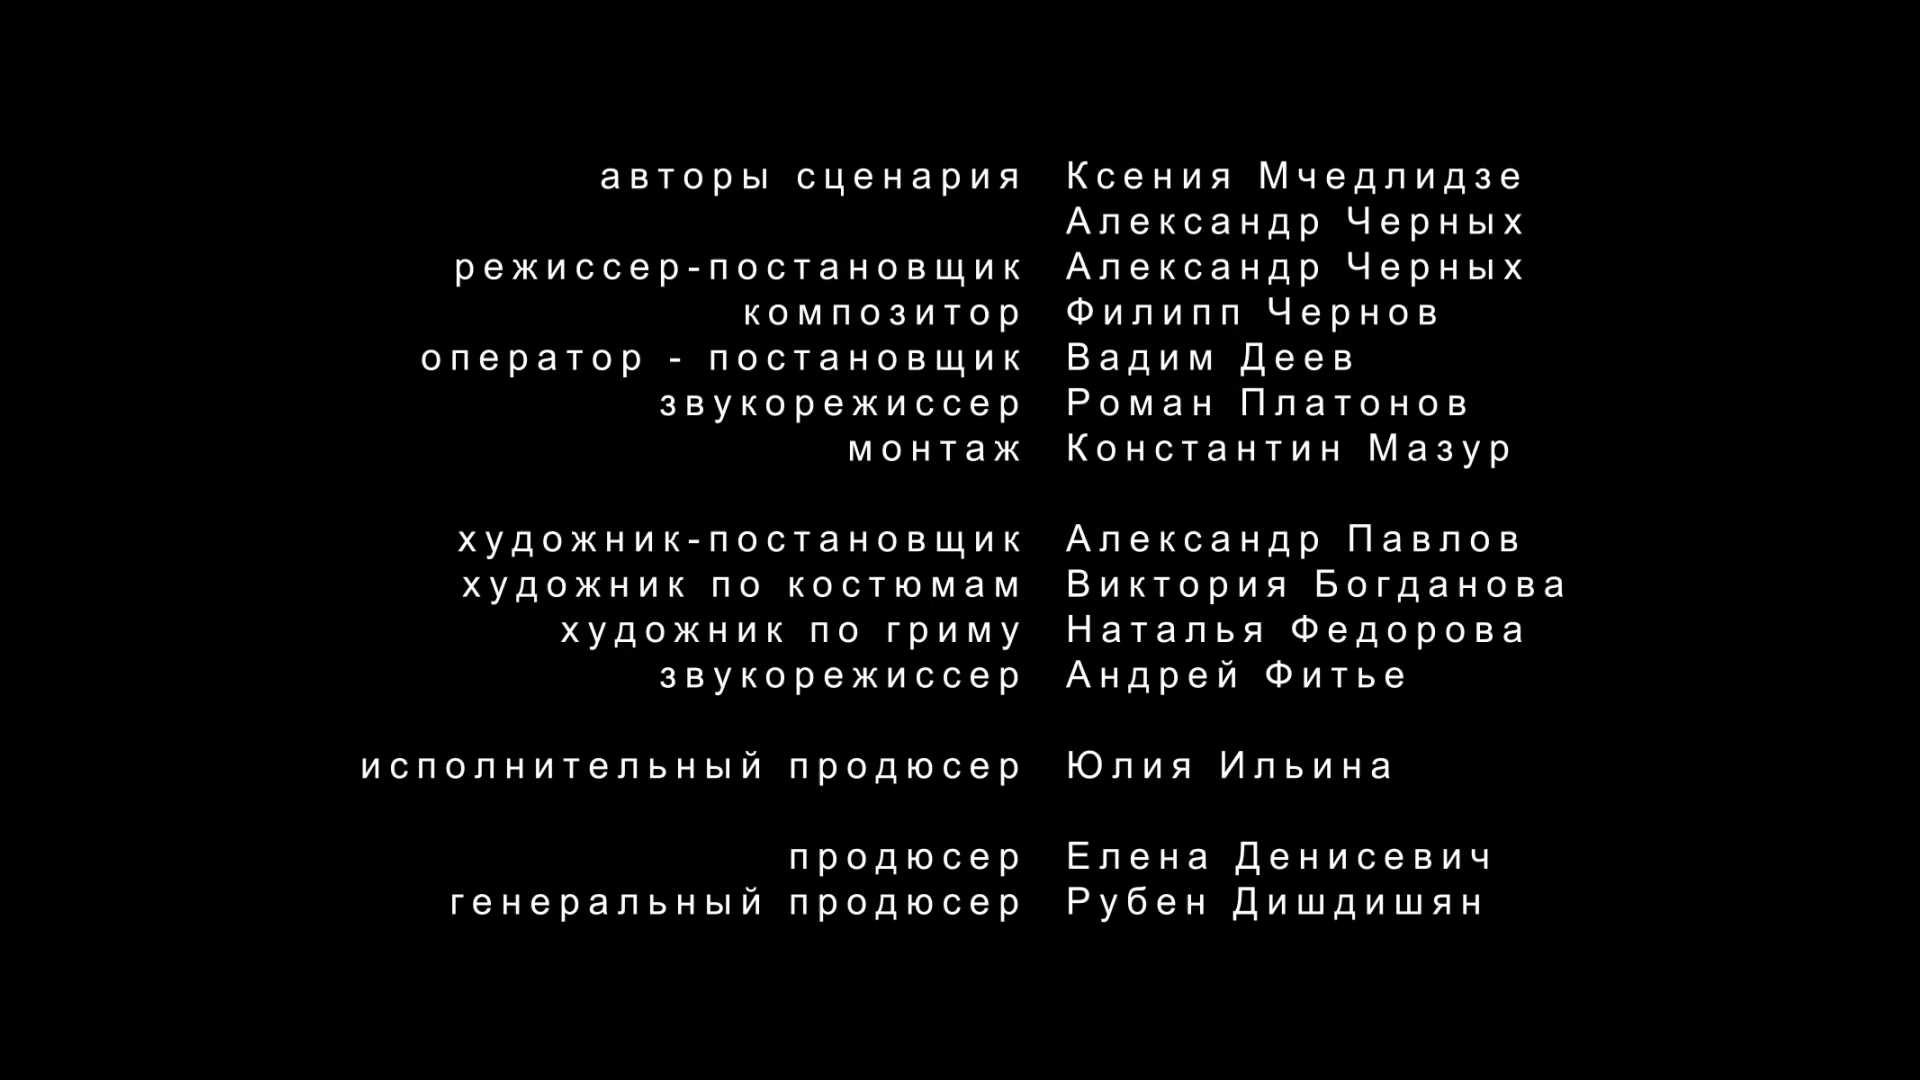 авторы сценария Ксения Мчедлидзе
Александр Черных
режиссер-постановщик Александр Черных
композитор Филипп Чернов
оператор - постановщик Вадим Деев
звукорежиссер Роман Платонов
монтаж Константин Мазур
художник-постановщик Александр Павлов
художник по костюмам Виктория Богданова
художник по гриму Наталья Федорова
звукорежиссер Андрей Фитье
исполнительный продюсер Юлия Ильина
продюсер Елена Денисевич
генеральный продюсер Рубен Дишдишян